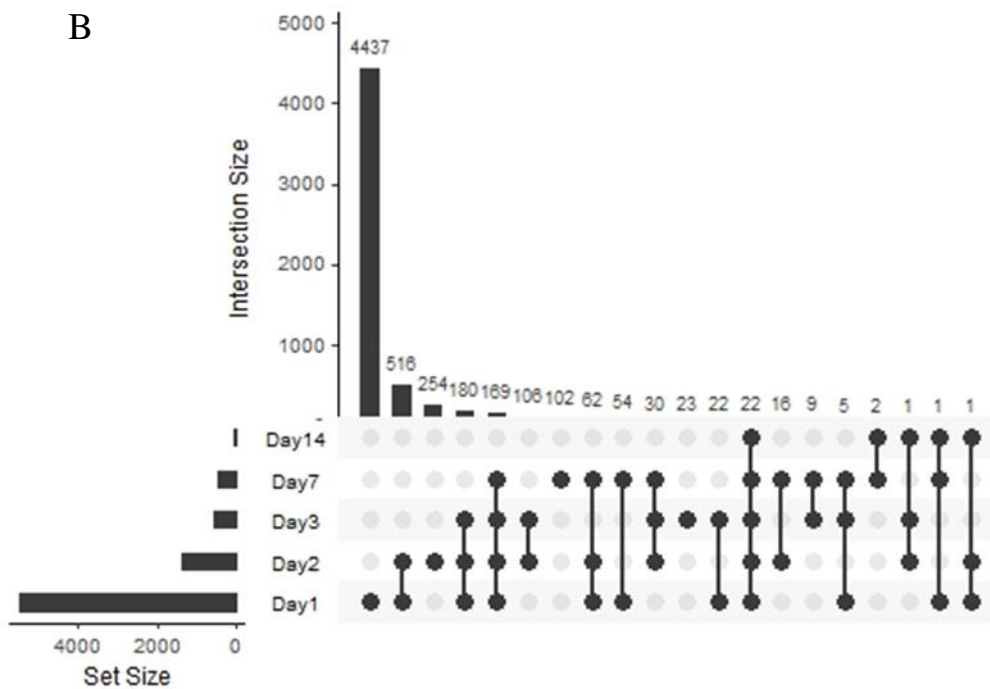 B
5000
4437
4000
3000
2000
1000
Intersection Size
516 254 180 169 106 102 62 54 30 23 22 22 16 9 5 2 1 1 1
-
Day14
Day7
Day3
Day2
Day1
4000 2000 0
Set Size